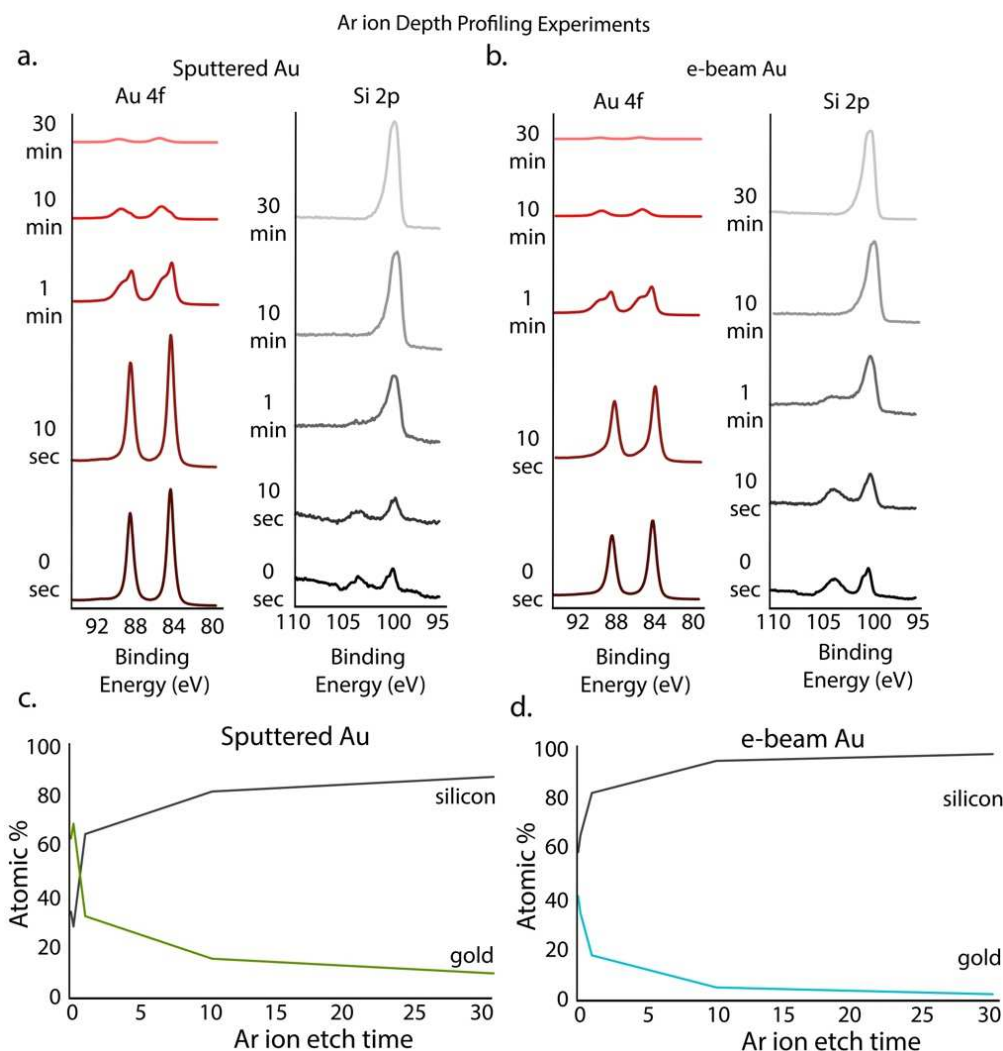 Ar ion Depth Profiling Experiments
a.
Sputtered Au
Au 4f
Si 2p
30
min
10
min
1
min
10
sec
0
sec
30
min
10
min
1
min
10
sec
0
sec
92 88 84 80
110 105 100 95
Binding
Energy (eV)
Binding
Energy (eV)
b.
e-beam Au
Au 4f
Si 2p
30
min
10
min
1
min
10
sec
0
sec
30
min
10
min
1
min
10
sec
0
sec
92 88 84 80
110 105 100 95
Binding
Energy (eV)
Binding
Energy (eV)
c.
Sputtered Au
100
80
60
40
20
0
Atomic %
silicon
gold
0 5 10 15 20 25 30
Ar ion etch time
d.
e-beam Au
100
80
60
40
20
0
Atomic %
silicon
gold
0 5 10 15 20 25 30
Ar ion etch time